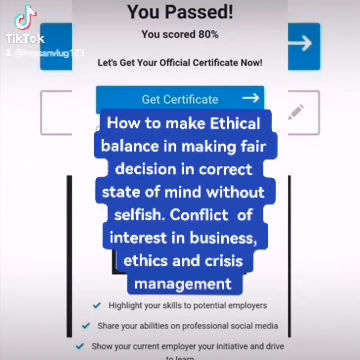 You Passed!
You scored 80%
TikTok
Let's Get Your Official Certificate Now!
Get Certificate
How to make Ethical
balance in making fair
decision in correct
state of mind without
selfish. Conflict of
interest in business,
ethics and crisis
management
Highlight your skills to potential employers
Share your abilities on professional social media
Show your current employer your initiative and drive
to learn